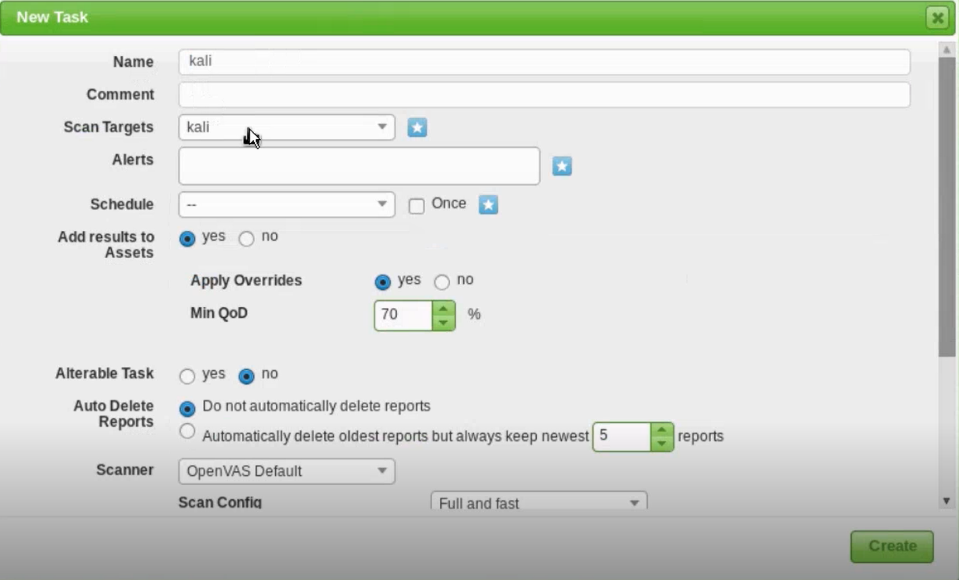 New Task
Name kali
Comment
Scan Targets kali
Alerts
Schedule -- Once
Add results to yes no
Assets
Apply Overrides yes no
Min QoD 70 %
Alterable Task yes no
Auto Delete Do not automatically delete reports
Reports
Automatically delete oldest reports but always keep newest 5 reports
Scanner OpenVAS Default
Scan Config Full and fast
Create